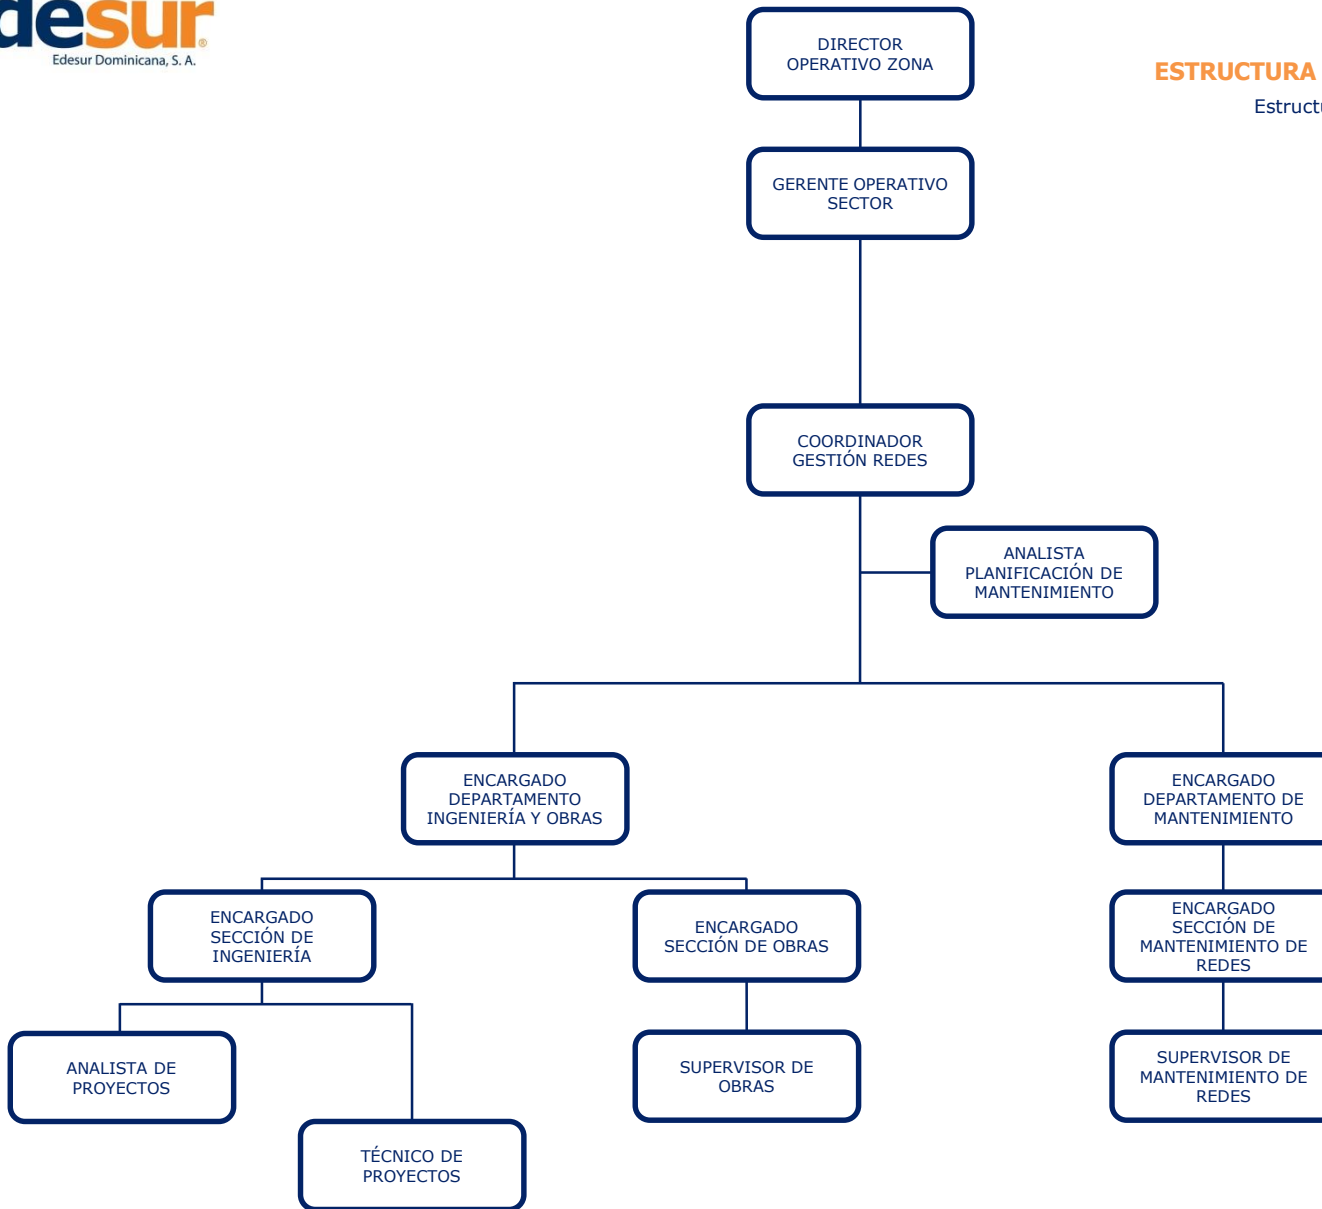 desur
Edesur Dominicana, S. A.
DIRECTOR
OPERATIVO ZONA
ESTRUCTURA
GERENTE OPERATIVO
SECTOR
COORDINADOR
GESTIÓN REDES
ANALISTA
PLANIFICACIÓN DE
MANTENIMIENTO
ENCARGADO
DEPARTAMENTO
INGENIERÍA Y OBRAS
ENCARGADO
DEPARTAMENTO DE
MANTENIMIENTO
ENCARGADO
SECCIÓN DE
INGENIERÍA
ENCARGADO
SECCIÓN DE OBRAS
ENCARGADO
SECCIÓN DE
MANTENIMIENTO DE
REDES
ANALISTA DE
PROYECTOS
SUPERVISOR DE
OBRAS
SUPERVISOR DE
MANTENIMIENTO DE
REDES
TÉCNICO DE
PROYECTOS